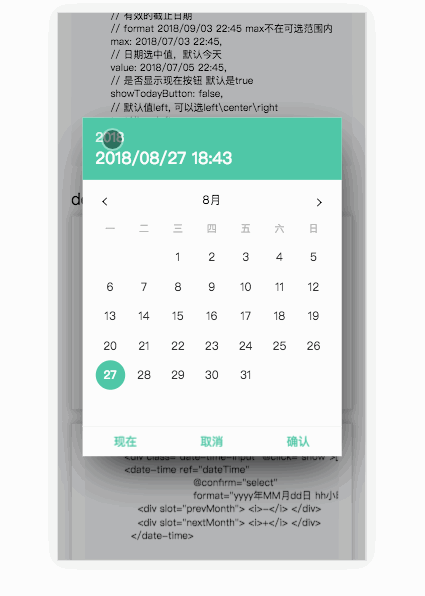 // 有效的截止日期
// format 2018/09/03 22:45 max不在可选范围内
max: 2018/07/03 22:45,
// 日期选中值，默认今天
value: 2018/07/05 22:45,
// 是否显示现在按钮 默认是true
showTodayButton: false,
// 默认值left, 可以选left\center\right
2018
2018/08/27 18:43
8月
一 二 三 四 五 六 日
1 2 3 4 5
6 7 8 9 10 11 12
13 14 15 16 17 18 19
20 21 22 23 24 25 26
27 28 29 30 31
现在 取消 确认
<div class="date-time-input" @click="show">
<date-time ref="dateTime"
@confirm="select"
format="yyyy年MM月dd日 hh小
<div slot="prevMonth"> <i>-</i> </div>
<div slot="nextMonth"> <i>+</i> </div>
</date-time>